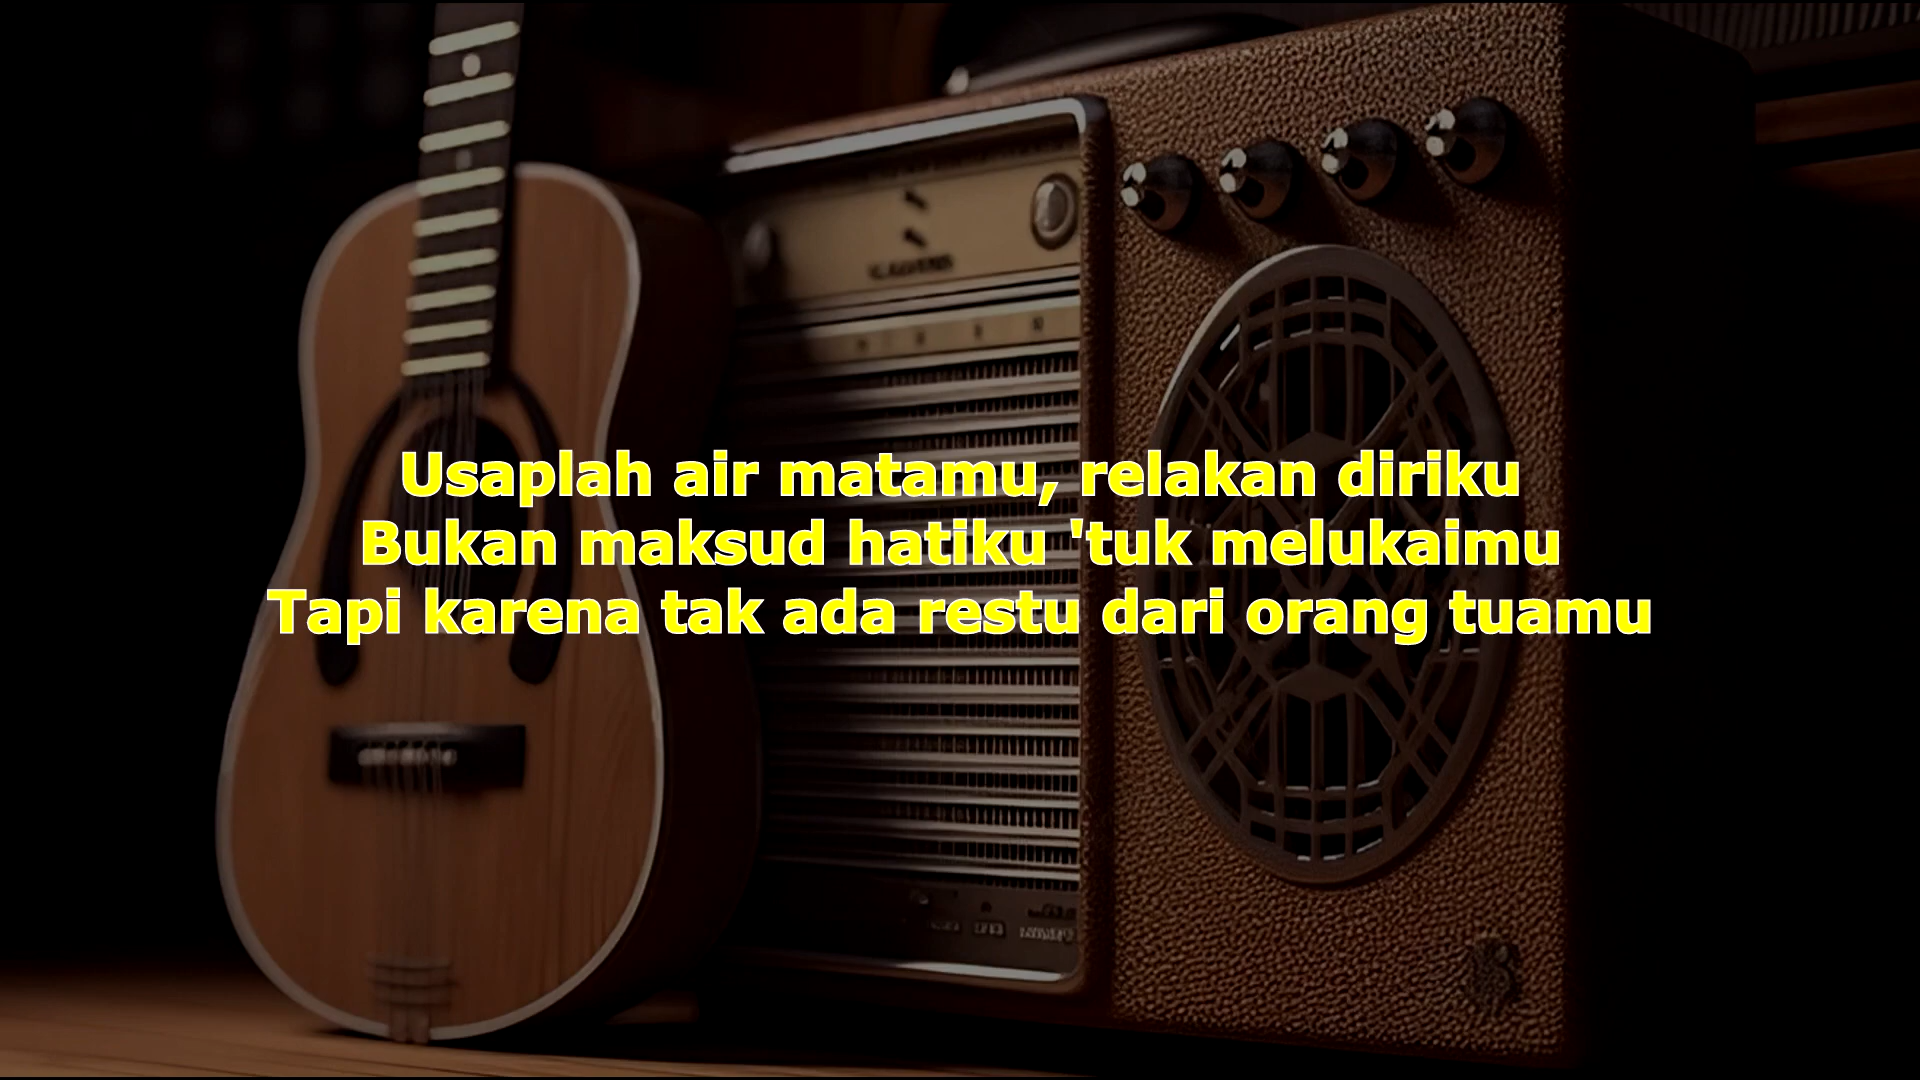 Usaplah air matamu, relakan diriku
Bukan maksud hatiku 'tuk melukaimu
Tapi karena tak ada restu dari orang tuamu